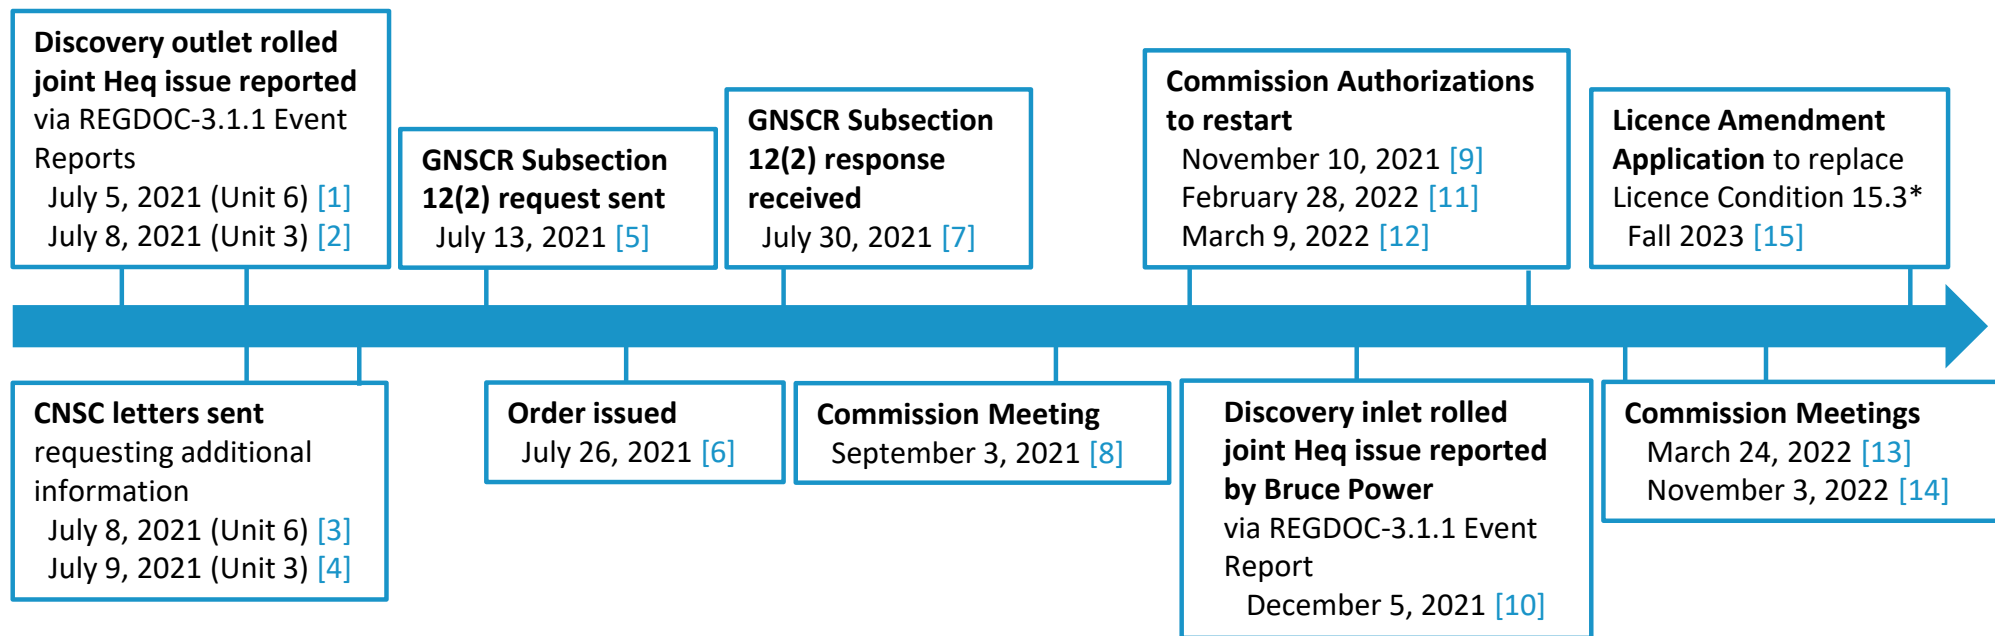 Discovery outlet rolled
joint Heq issue reported
via REGDOC-3.1.1 Event
Reports
July 5, 2021 (Unit 6) [1]
July 8, 2021 (Unit 3) [2]
GNSCR Subsection
12(2) request sent
July 13, 2021 [5]
GNSCR Subsection
12(2) response
received
July 30, 2021 [7]
Commission Authorizations
to restart
November 10, 2021 [9]
February 28, 2022 [11]
March 9, 2022 [12]
Licence Amendment
Application to replace
Licence Condition 15.3*
Fall 2023 [15]
CNSC letters sent
requesting additional
information
July 8, 2021 (Unit 6) [3]
July 9, 2021 (Unit 3) [4]
Order issued
July 26, 2021 [6]
Commission Meeting
September 3, 2021 [8]
Discovery inlet rolled
joint Heq issue reported
by Bruce Power
via REGDOC-3.1.1 Event
Report
December 5, 2021 [10]
Commission Meetings
March 24, 2022 [13]
November 3, 2022 [14]